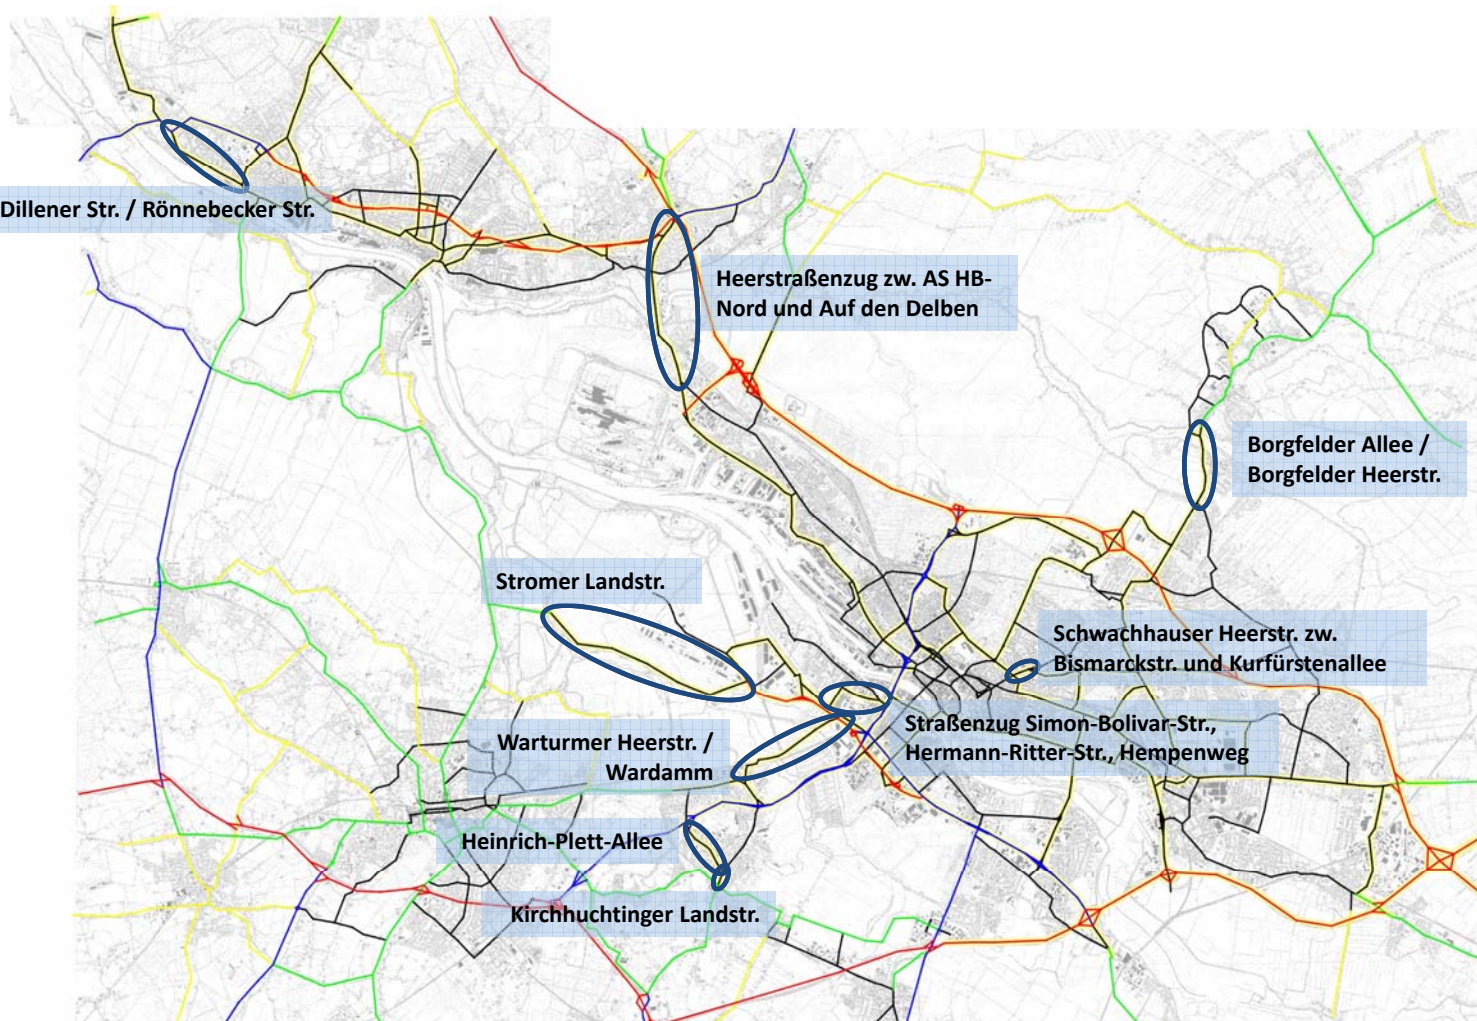 Dillener Str. / Rönnebecker Str.
Heerstraßenzug zw. AS HB-
Nord und Auf den Delben
Borgfelder Allee /
Borgfelder Heerstr.
Stromer Landstr.
Schwachhauser Heerstr. zw.
Bismarckstr. und Kurfürstenallee
Straßenzug Simon-Bolivar-Str.,
Hermann-Ritter-Str., Hempenweg
Warturmer Heerstr. /
Wardamm
Heinrich-Plett-Allee
Kirchhuchtinger Landstr.